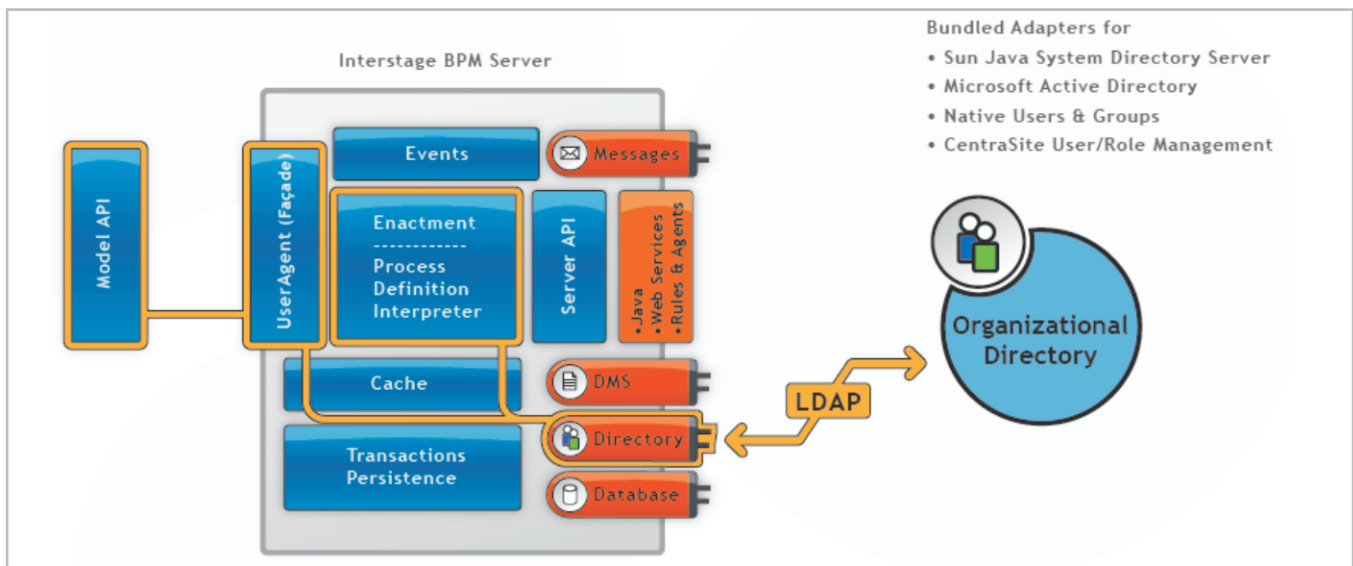 Bundled Adapters for
• Sun Java System Directory Server
• Microsoft Active Directory
• Native Users & Groups
• CentraSite User/Role Management
Interstage BPM Server
Model API
UserAgent (Façade)
Events
Messages
Enactment
------------
Process
Definition
Interpreter
Server API
•Java
•Web Services
•Rules & Agents
Cache
DMS
Directory
Transactions
Persistence
Database
LDAP
Organizational
Directory